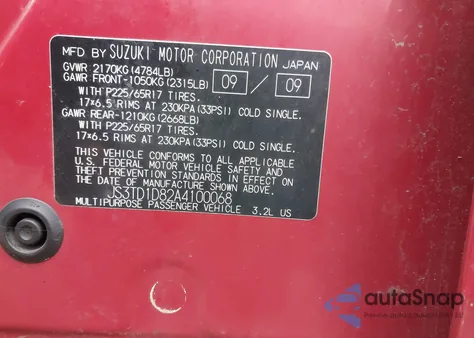 MFD BY SUZUKI MOTOR CORPORATION JAPAN
GVWR 2170KG(4784LB)
GAWR FRONT-1050KG(2315LB) 09 / 09
WITH P225/65R17 TIRES.
17×6.5 RIMS AT 230KPA(33PSI) COLD SINGLE.
GAWR REAR-1210KG(2668LB)
WITH P225/65R17 TIRES.
17×6.5 RIMS AT 230KPA(33PSI) COLD SINGLE.
THIS VEHICLE CONFORMS TO ALL APPLICABLE
U.S. FEDERAL MOTOR VEHICLE SAFETY AND
THEFT PREVENTION STANDARDS IN EFFECT ON
THE DATE OF MANUFACTURE SHOWN ABOVE.
JS3TD1D82A4100068
MULTIPURPOSE PASSENGER VEHICLE 3.2L US
autoSnap